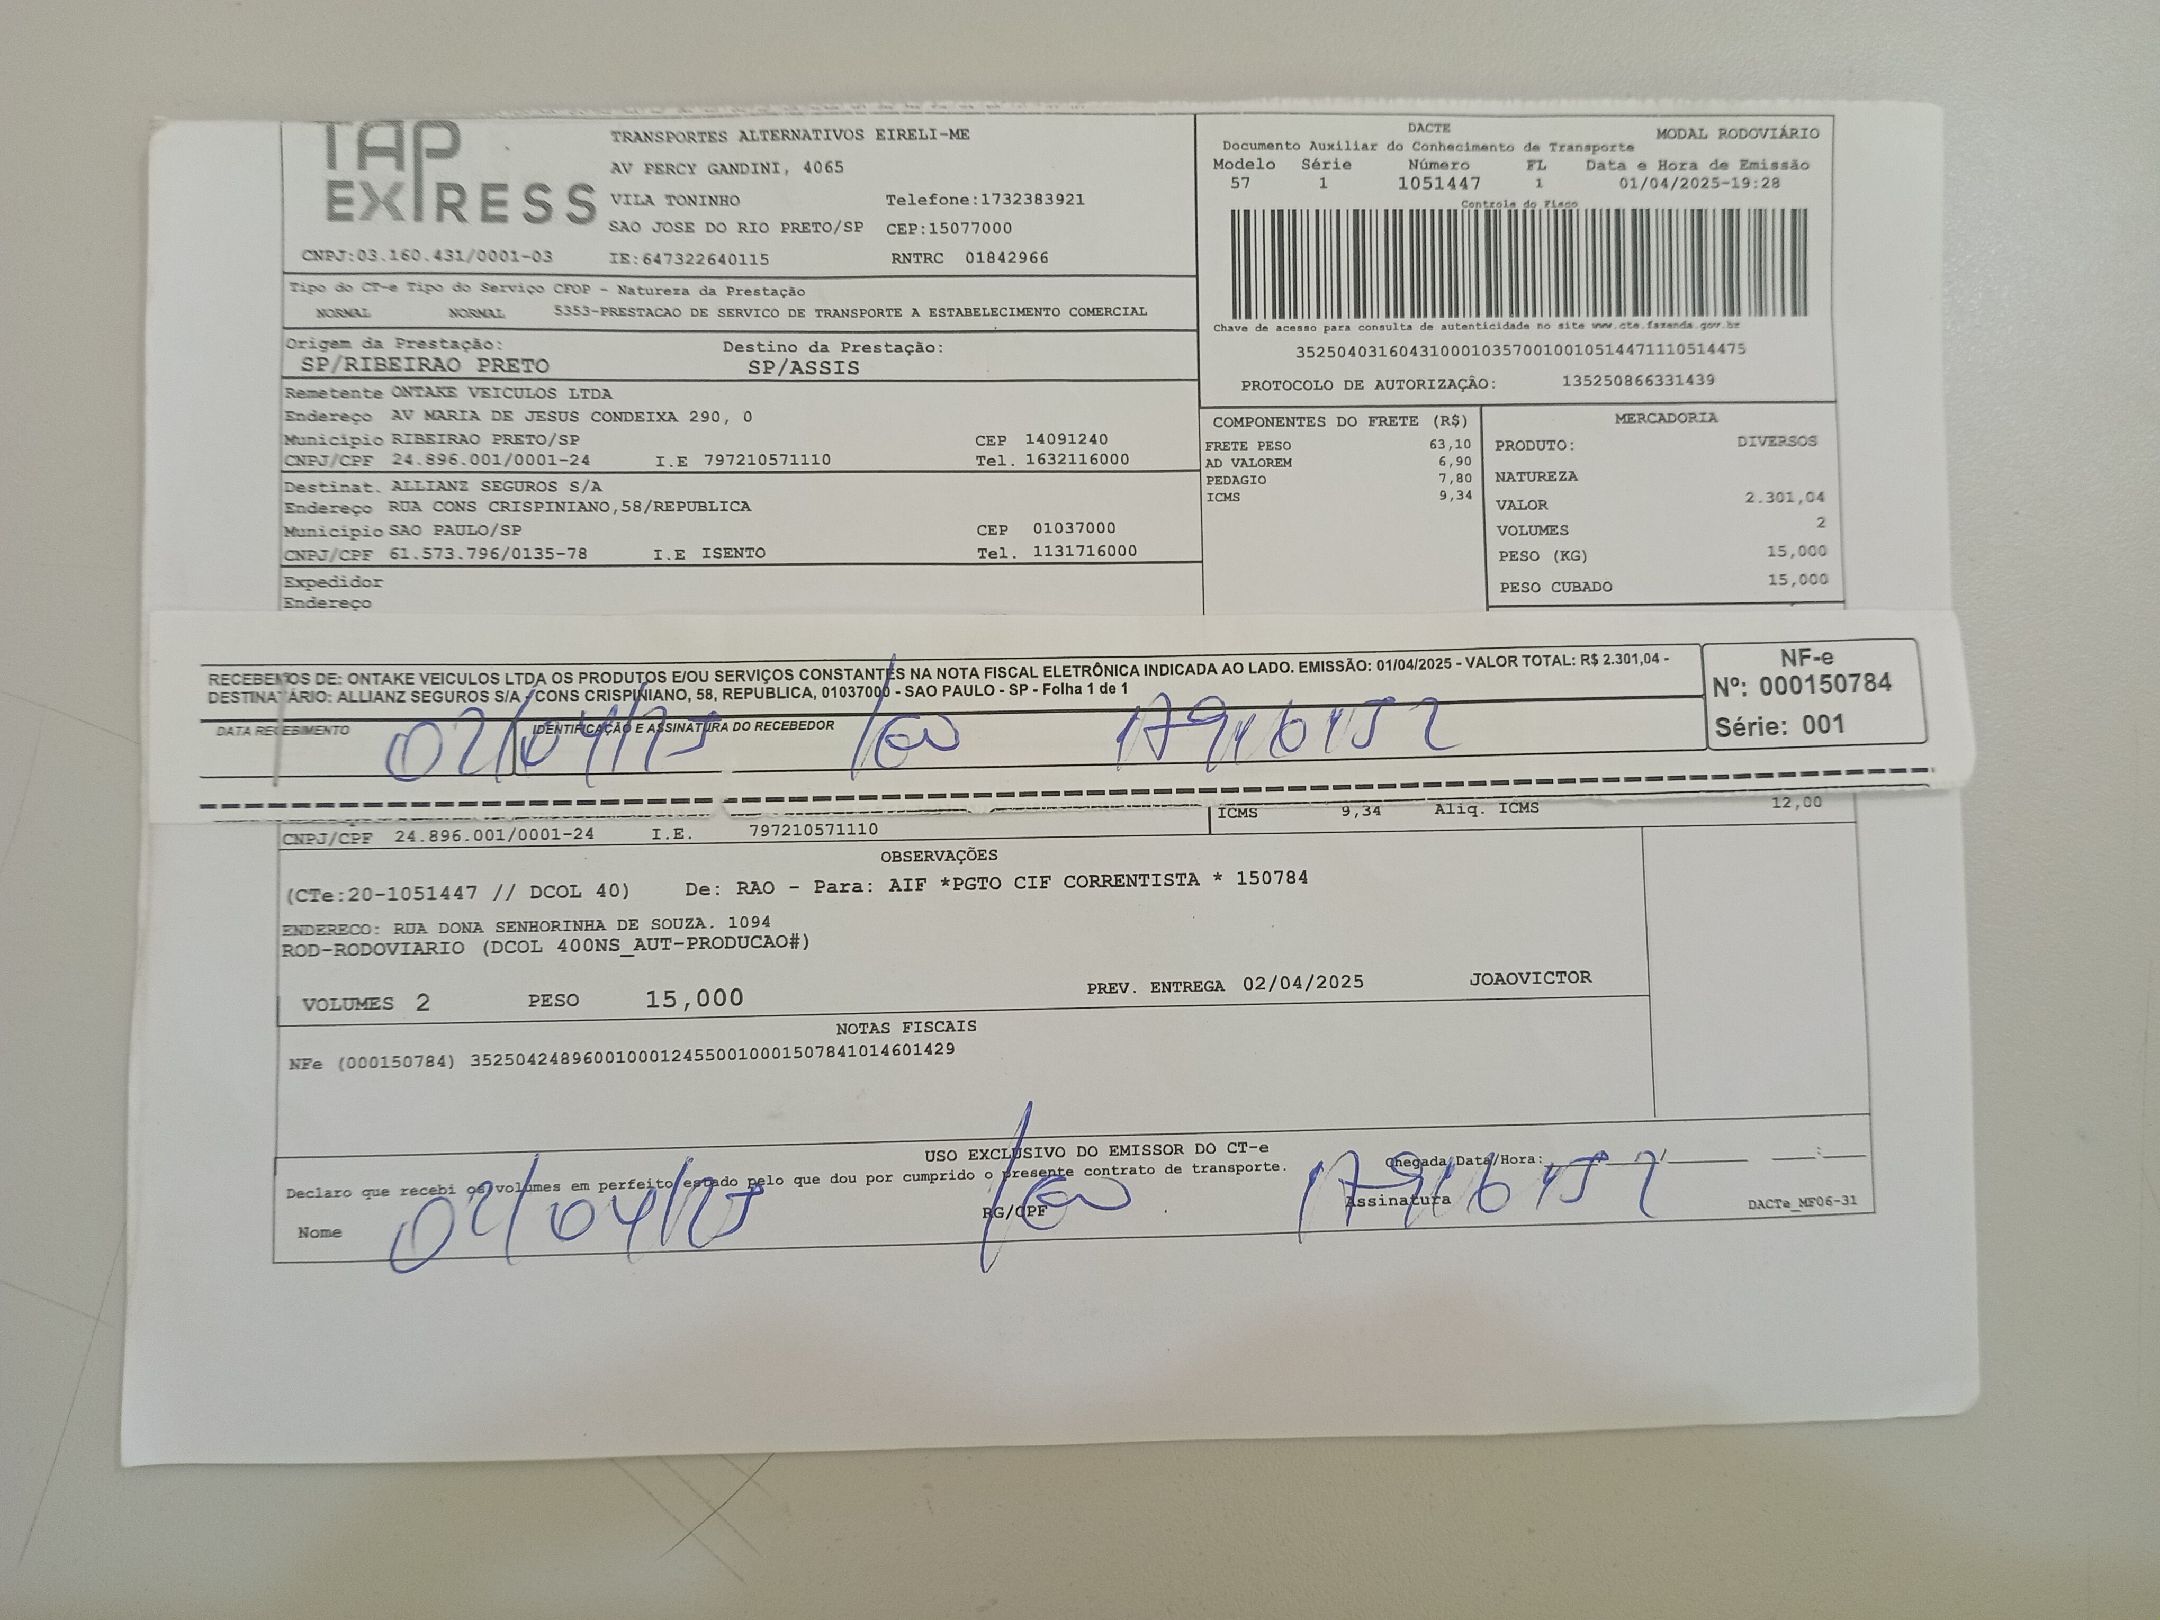 TAP
EXPRESS
TRANSPORTES ALTERNATIVOS EIRELI-ME
AV PERCY GANDINI, 4065
VILA TONINHO Telefone:1732383921
SAO JOSE DO RIO PRETO/SP CEP:15077000
CNPJ:03.160.431/0001-03 IE:647322640115 RNTRC 01842966
DACTE MODAL RODOVIÁRIO
Documento Auxiliar do Conhecimento de Transporte
Modelo Série Número FL Data e Hora de Emissão
57 1 1051447 1 01/04/2025-19:28
Controle do Fisco
Chave de acesso para consulta de autenticidade no site www.cte.fazenda.gov.br
35250403160431000103570010010514471110514475
PROTOCOLO DE AUTORIZAÇÃO: 135250866331439
Tipo do CT-e Tipo do Serviço CFOP - Natureza da Prestação
NORMAL NORMAL 5353-PRESTACAO DE SERVICO DE TRANSPORTE A ESTABELECIMENTO COMERCIAL
Origem da Prestação: Destino da Prestação:
SP/RIBEIRAO PRETO SP/ASSIS
Remetente ONTAKE VEICULOS LTDA
Endereço AV MARIA DE JESUS CONDEIXA 290, 0
Município RIBEIRAO PRETO/SP CEP 14091240
CNPJ/CPF 24.896.001/0001-24 I.E 797210571110 Tel. 1632116000
Destinat. ALLIANZ SEGUROS S/A
Endereço RUA CONS CRISPINIANO,58/REPUBLICA
Município SAO PAULO/SP CEP 01037000
CNPJ/CPF 61.573.796/0135-78 I.E ISENTO Tel. 1131716000
Expedidor
Endereço
COMPONENTES DO FRETE (R$)
FRETE PESO 63,10
AD VALOREM 6,90
PEDAGIO 7,80
ICMS 9,34
MERCADORIA
PRODUTO: DIVERSOS
NATUREZA
VALOR 2.301,04
VOLUMES 2
PESO (KG) 15,000
PESO CUBADO 15,000
RECEBEMOS DE: ONTAKE VEICULOS LTDA OS PRODUTOS E/OU SERVIÇOS CONSTANTES NA NOTA FISCAL ELETRÔNICA INDICADA AO LADO. EMISSÃO: 01/04/2025 - VALOR TOTAL: R$ 2.301,04 -
DESTINATÁRIO: ALLIANZ SEGUROS S/A - CONS CRISPINIANO, 58, REPUBLICA, 01037000 - SAO PAULO - SP - Folha 1 de 1
DATA RECEBIMENTO IDENTIFICAÇÃO E ASSINATURA DO RECEBEDOR
02/04/25
NF-e
Nº: 000150784
Série: 001
CNPJ/CPF 24.896.001/0001-24 I.E. 797210571110
ICMS 9,34 Aliq. ICMS 12,00
OBSERVAÇÕES
(CTe:20-1051447 // DCOL 40) De: RAO - Para: AIF *PGTO CIF CORRENTISTA * 150784
ENDERECO: RUA DONA SENHORINHA DE SOUZA. 1094
ROD-RODOVIARIO (DCOL 400NS_AUT-PRODUCAO#)
VOLUMES 2 PESO 15,000 PREV. ENTREGA 02/04/2025 JOAOVICTOR
NOTAS FISCAIS
NFe (000150784) 35250424896001000124550010001507841014601429
USO EXCLUSIVO DO EMISSOR DO CT-e
Declaro que recebi os volumes em perfeito estado pelo que dou por cumprido o presente contrato de transporte.
Chegada Data/Hora:
Nome RG/CPF Assinatura
02/04/25
DACTe_MF06-31